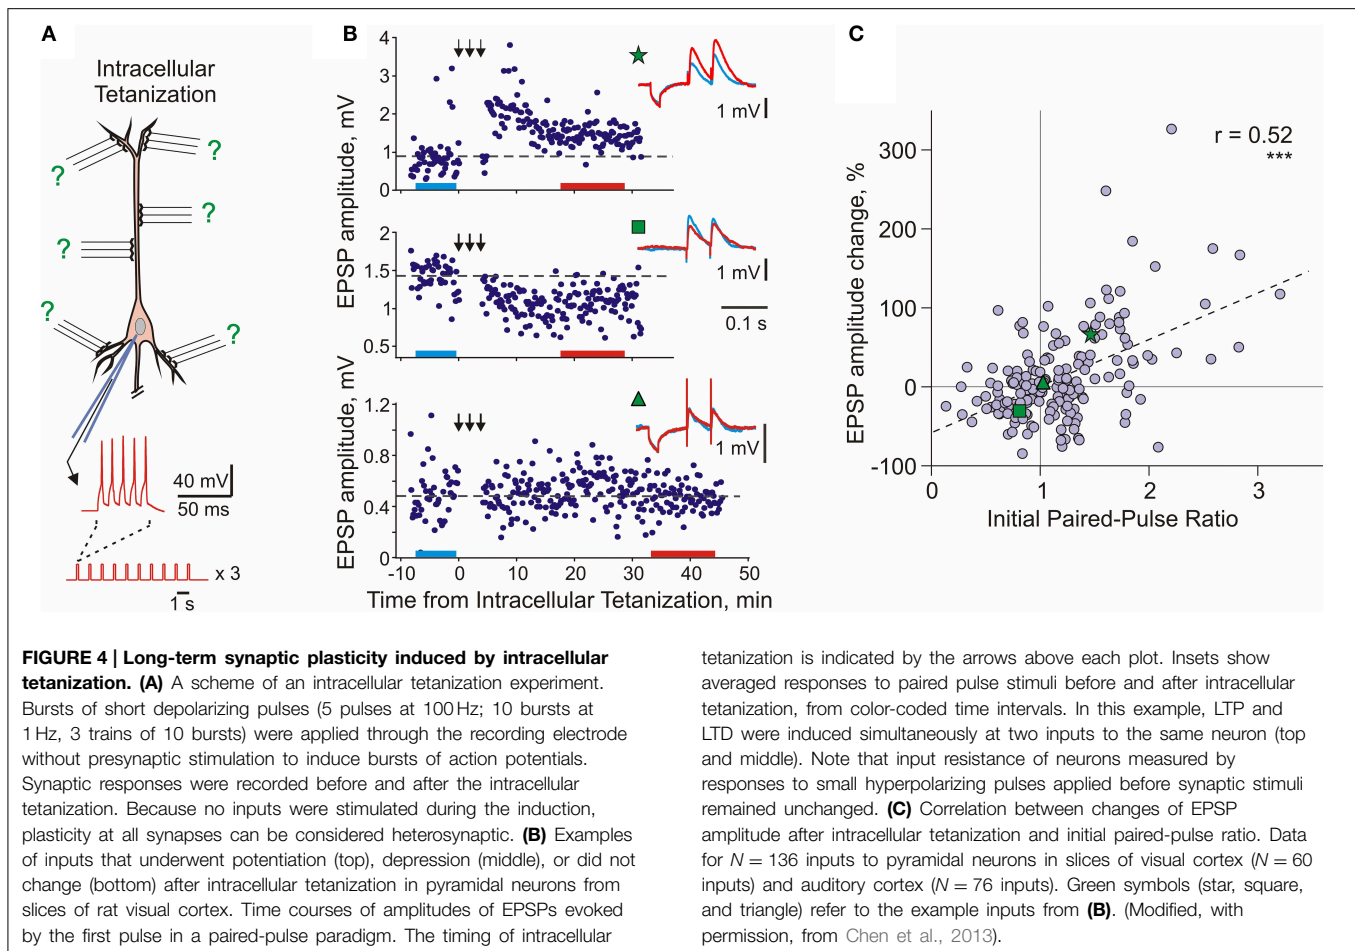 A
Intracellular
Tetanization
?
?
?
?
?
?
40 mV
50 ms
x 3
1 s
B
EPSP amplitude, mV
4
3
2
1
0
1 mV
EPSP amplitude, mV
2
1.5
1
0.5
1 mV
0.1 s
EPSP amplitude, mV
1.2
0.8
0.4
0
1 mV
-10 0 10 20 30 40 50
Time from Intracellular Tetanization, min
C
r = 0.52
***
EPSP amplitude change, %
300
200
100
0
-100
0 1 2 3
Initial Paired-Pulse Ratio
FIGURE 4 | Long-term synaptic plasticity induced by intracellular
tetanization. (A) A scheme of an intracellular tetanization experiment.
Bursts of short depolarizing pulses (5 pulses at 100 Hz; 10 bursts at
1 Hz, 3 trains of 10 bursts) were applied through the recording electrode
without presynaptic stimulation to induce bursts of action potentials.
Synaptic responses were recorded before and after the intracellular
tetanization. Because no inputs were stimulated during the induction,
plasticity at all synapses can be considered heterosynaptic. (B) Examples
of inputs that underwent potentiation (top), depression (middle), or did not
change (bottom) after intracellular tetanization in pyramidal neurons from
slices of rat visual cortex. Time courses of amplitudes of EPSPs evoked
by the first pulse in a paired-pulse paradigm. The timing of intracellular
tetanization is indicated by the arrows above each plot. Insets show
averaged responses to paired pulse stimuli before and after intracellular
tetanization, from color-coded time intervals. In this example, LTP and
LTD were induced simultaneously at two inputs to the same neuron (top
and middle). Note that input resistance of neurons measured by
responses to small hyperpolarizing pulses applied before synaptic stimuli
remained unchanged. (C) Correlation between changes of EPSP
amplitude after intracellular tetanization and initial paired-pulse ratio. Data
for N = 136 inputs to pyramidal neurons in slices of visual cortex (N = 60
inputs) and auditory cortex (N = 76 inputs). Green symbols (star, square,
and triangle) refer to the example inputs from (B). (Modified, with
permission, from Chen et al., 2013).